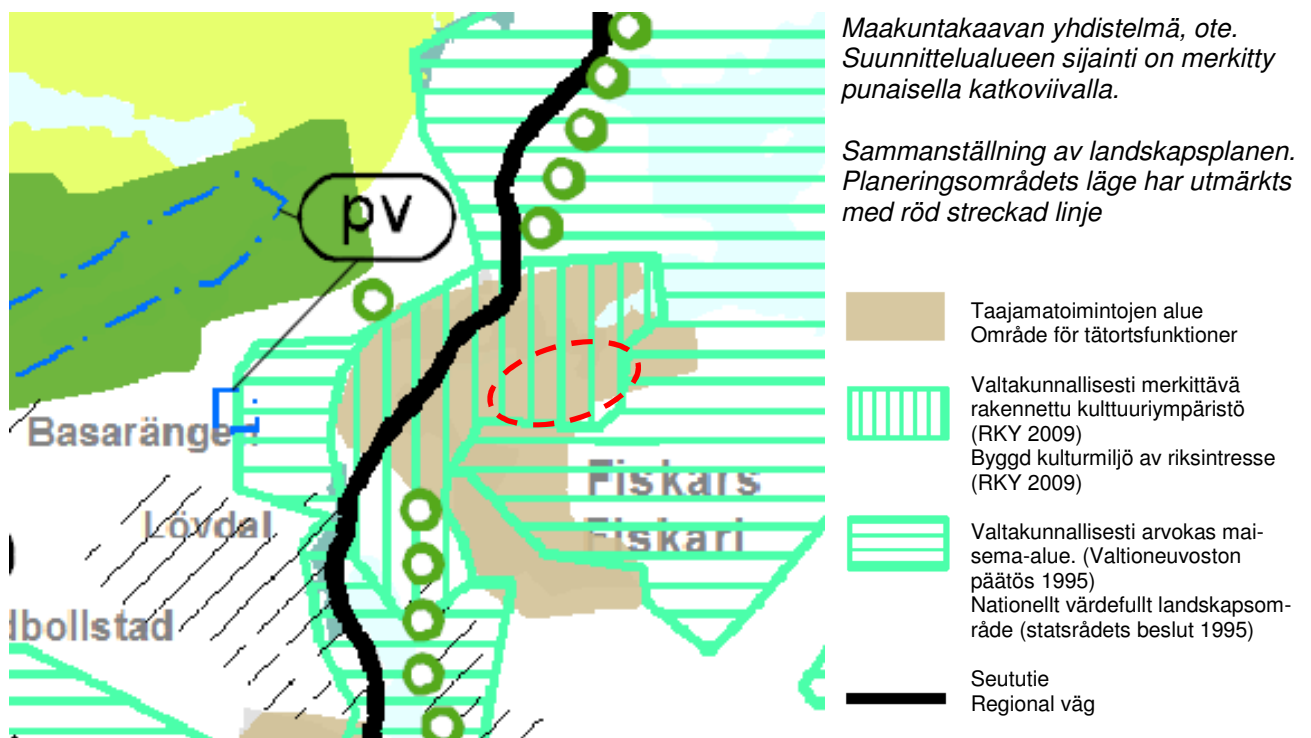 Maakuntakaavan yhdistelmä, ote.
Suunnittelualueen sijainti on merkitty
punaisella katkoviivalla.
Sammanställning av landskapsplanen.
Planeringsområdets läge har utmärkts
med röd streckad linje
pv
Basaränge
Lövdal
dbollstad
Fiskars
Fiskari
Taajamatoimintojen alue
Område för tätortsfunktioner
Valtakunnallisesti merkittävä
rakennettu kulttuuriympäristö
(RKY 2009)
Byggd kulturmiljö av riksintresse
(RKY 2009)
Valtakunnallisesti arvokas mai-
sema-alue. (Valtioneuvoston
päätös 1995)
Nationellt värdefullt landskapsom-
råde (statsrådets beslut 1995)
Seututie
Regional väg